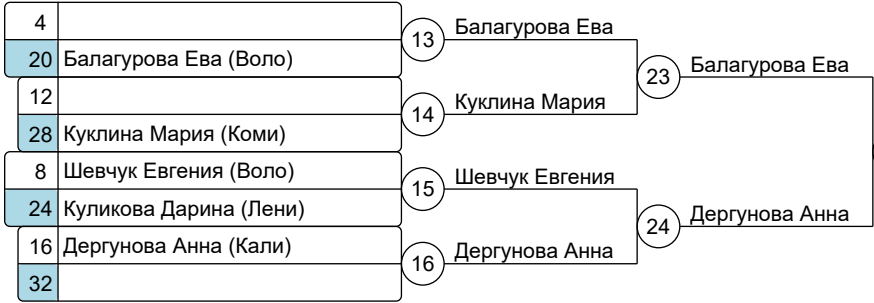 4
20 Балагурова Ева (Воло)
13
Балагурова Ева
12
28 Куклина Мария (Коми)
14
Куклина Мария
23
Балагурова Ева
8 Шевчук Евгения (Воло)
24 Куликова Дарина (Лени)
15
Шевчук Евгения
16 Дергунова Анна (Кали)
32
16
Дергунова Анна
24
Дергунова Анна